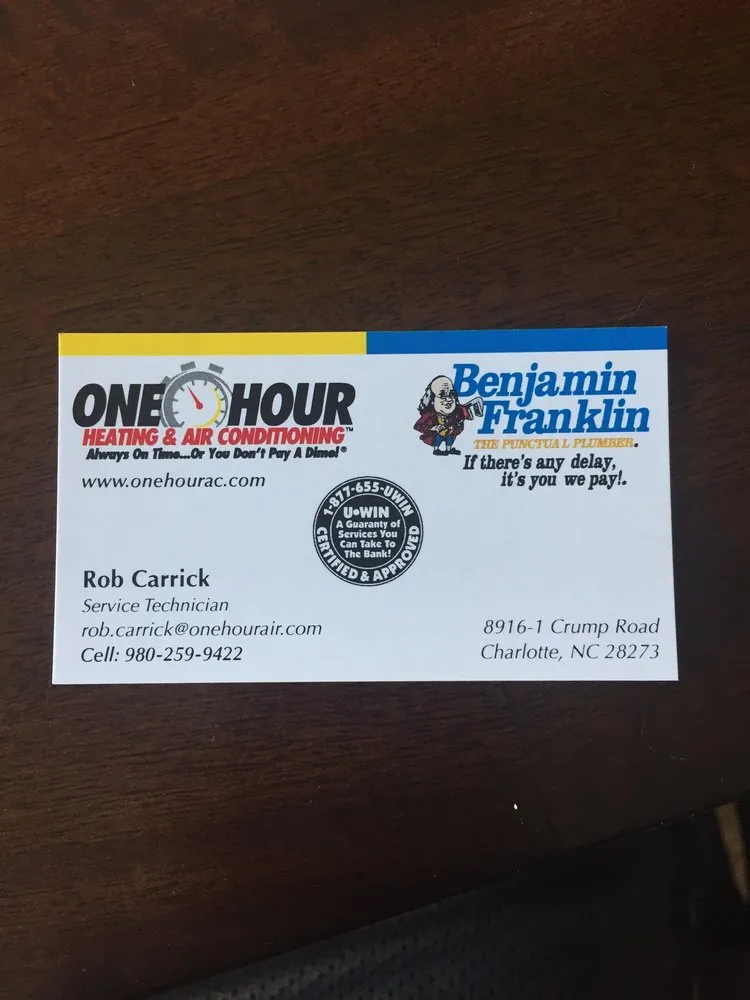 ONE HOUR
HEATING & AIR CONDITIONING™
Always On Time...Or You Don't Pay A Dime!®
www.onehourac.com
Benjamin
Franklin
THE PUNCTUAL PLUMBER.
If there's any delay,
it's you we pay!.
1-877-655-UWIN
U•WIN
A Guaranty of
Services You
Can Take To
The Bank!
CERTIFIED & APPROVED
Rob Carrick
Service Technician
rob.carrick@onehourair.com
Cell: 980-259-9422
8916-1 Crump Road
Charlotte, NC 28273